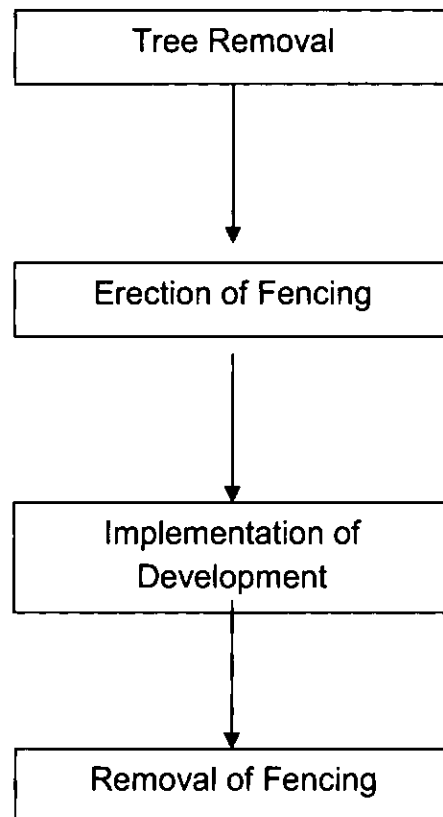 Tree Removal
Erection of Fencing
Implementation of
Development
Removal of Fencing